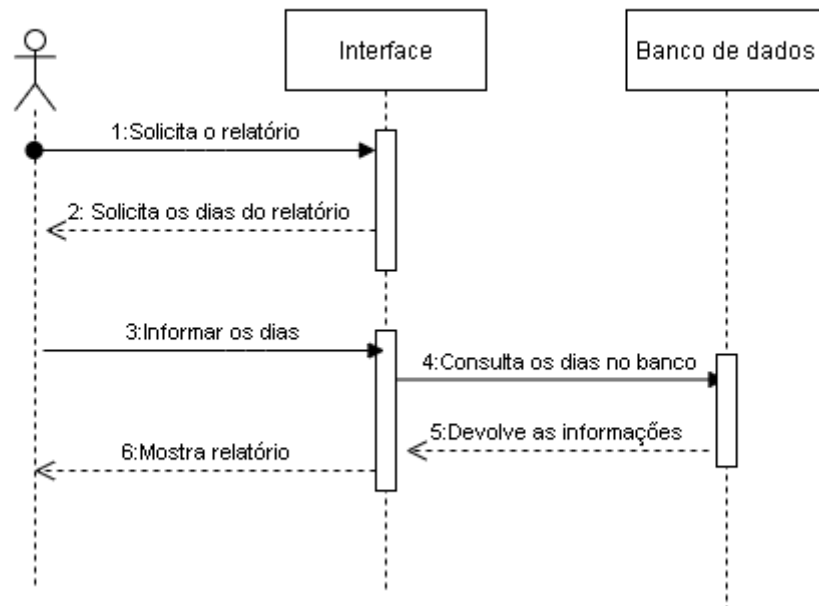 Interface
Banco de dados
1:Solicita o relatório
2: Solicita os dias do relatório
3:Informar os dias
4:Consulta os dias no banco
5:Devolve as informações
6:Mostra relatório